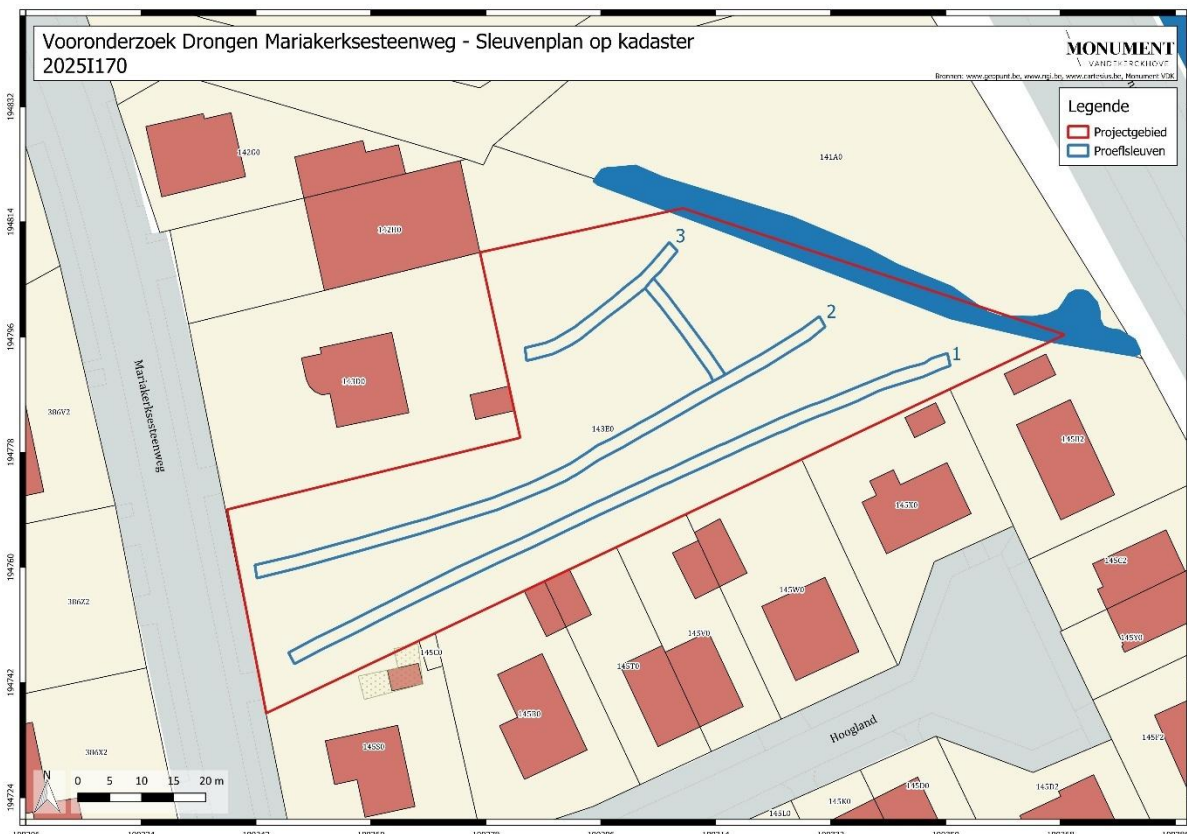 Vooronderzoek Drongen Mariakerksesteenweg - Sleuvenplan op kadaster
2025I170
MONUMENT
VANDEKERCKHOVE
Bronnen: www.geopunt.be, www.ngi.be, www.cartesius.be, Monument VDK
Legende
Projectgebied
Proeflsleuven
194832
142G0
141A0
194814
142H0
3
194796
2
1
143D0
386V2
Mariakerksesteenweg
143E0
145H2
194778
145X0
194760
145C2
386Z2
145W0
145Y0
145V0
145T0
194742
145R0
Hoogland
386X2
145S0
145F2
N
0 5 10 15 20 m
145D0
145K0
145L0
194724